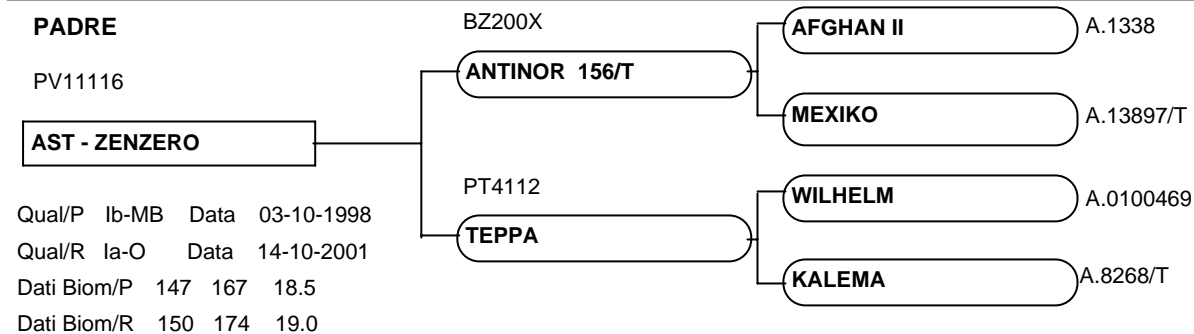 PADRE
PV11116
AST - ZENZERO
Qual/P Ib-MB Data 03-10-1998
Qual/R Ia-O Data 14-10-2001
Dati Biom/P 147 167 18.5
Dati Biom/R 150 174 19.0
BZ200X
ANTINOR 156/T
PT4112
TEPPA
AFGHAN II A.1338
MEXIKO A.13897/T
WILHELM A.0100469
KALEMA A.8268/T